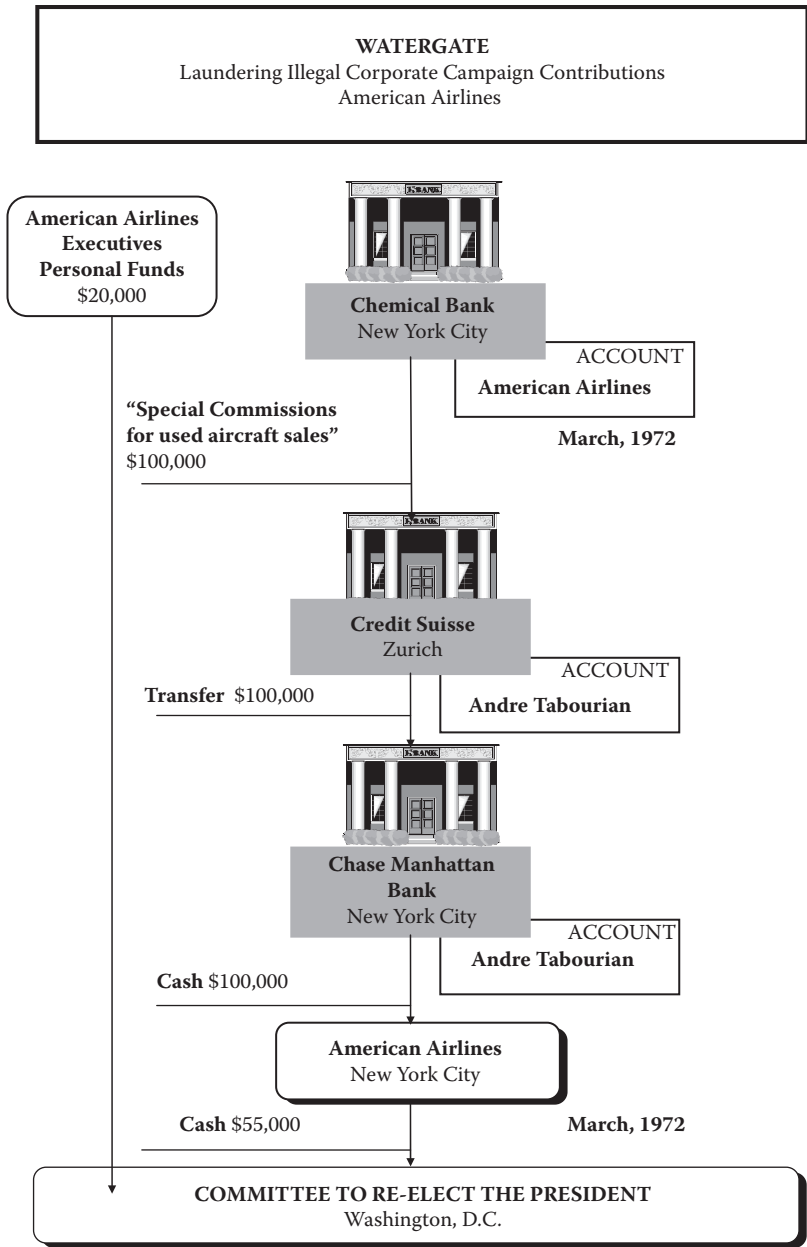 WATERGATE
Laundering Illegal Corporate Campaign Contributions
American Airlines
American Airlines
Executives
Personal Funds
$20,000
BANK
Chemical Bank
New York City
ACCOUNT
American Airlines
March, 1972
“Special Commissions
for used aircraft sales”
$100,000
BANK
Credit Suisse
Zurich
ACCOUNT
Andre Tabourian
Transfer $100,000
BANK
Chase Manhattan
Bank
New York City
ACCOUNT
Andre Tabourian
Cash $100,000
American Airlines
New York City
Cash $55,000
March, 1972
COMMITTEE TO RE-ELECT THE PRESIDENT
Washington, D.C.